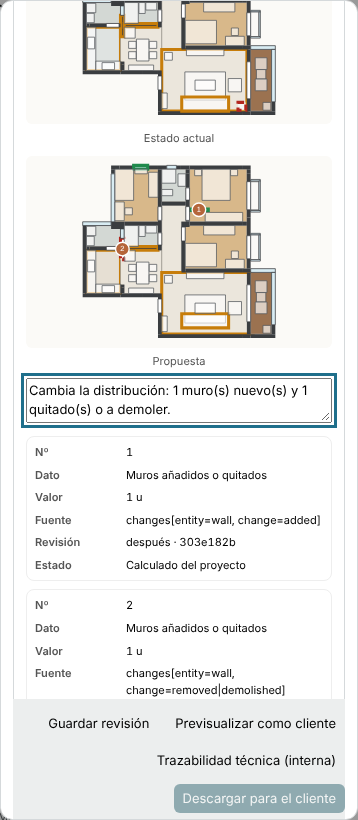 Estado actual
1
2
Propuesta
Cambia la distribución: 1 muro(s) nuevo(s) y 1
quitado(s) o a demoler.
Nº 1
Dato Muros añadidos o quitados
Valor 1 u
Fuente changes[entity=wall, change=added]
Revisión después · 303e182b
Estado Calculado del proyecto
Nº 2
Dato Muros añadidos o quitados
Valor 1 u
Fuente changes[entity=wall,
change=removed|demolished]
Guardar revisión Previsualizar como cliente
Trazabilidad técnica (interna)
Descargar para el cliente